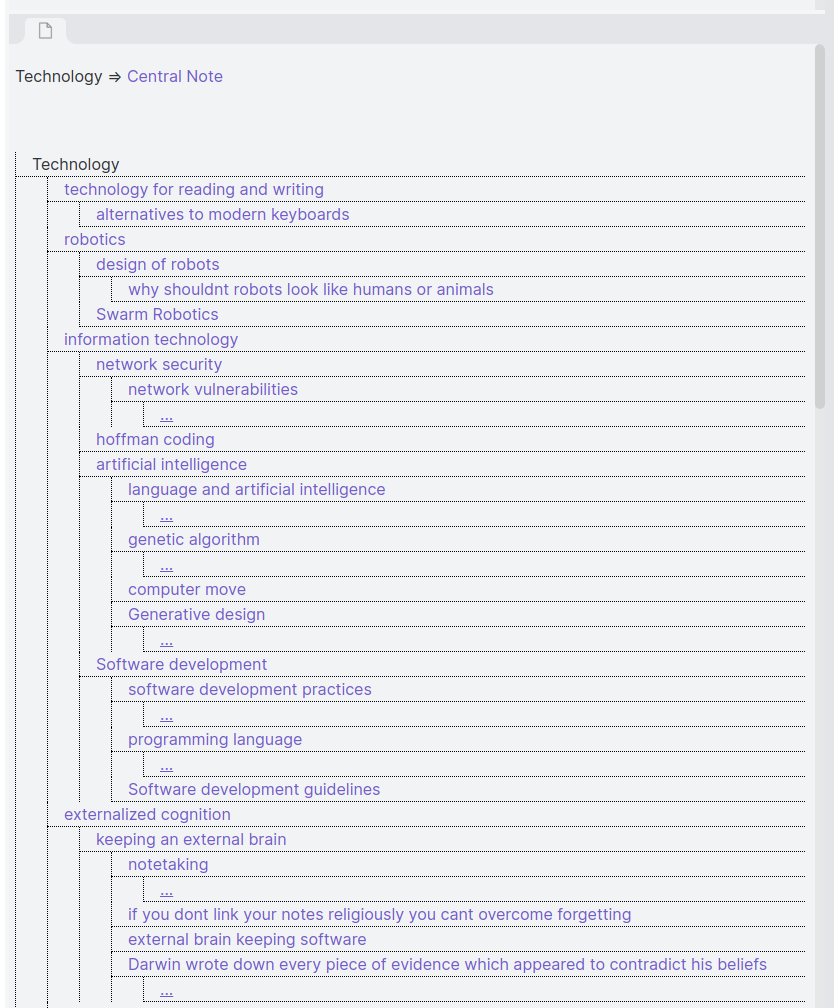 Technology ⇒ Central Note
Technology
technology for reading and writing
alternatives to modern keyboards
robotics
design of robots
why shouldnt robots look like humans or animals
Swarm Robotics
information technology
network security
network vulnerabilities
...
hoffman coding
artificial intelligence
language and artificial intelligence
...
genetic algorithm
...
computer move
Generative design
...
Software development
software development practices
...
programming language
...
Software development guidelines
externalized cognition
keeping an external brain
notetaking
...
if you dont link your notes religiously you cant overcome forgetting
external brain keeping software
Darwin wrote down every piece of evidence which appeared to contradict his beliefs
...